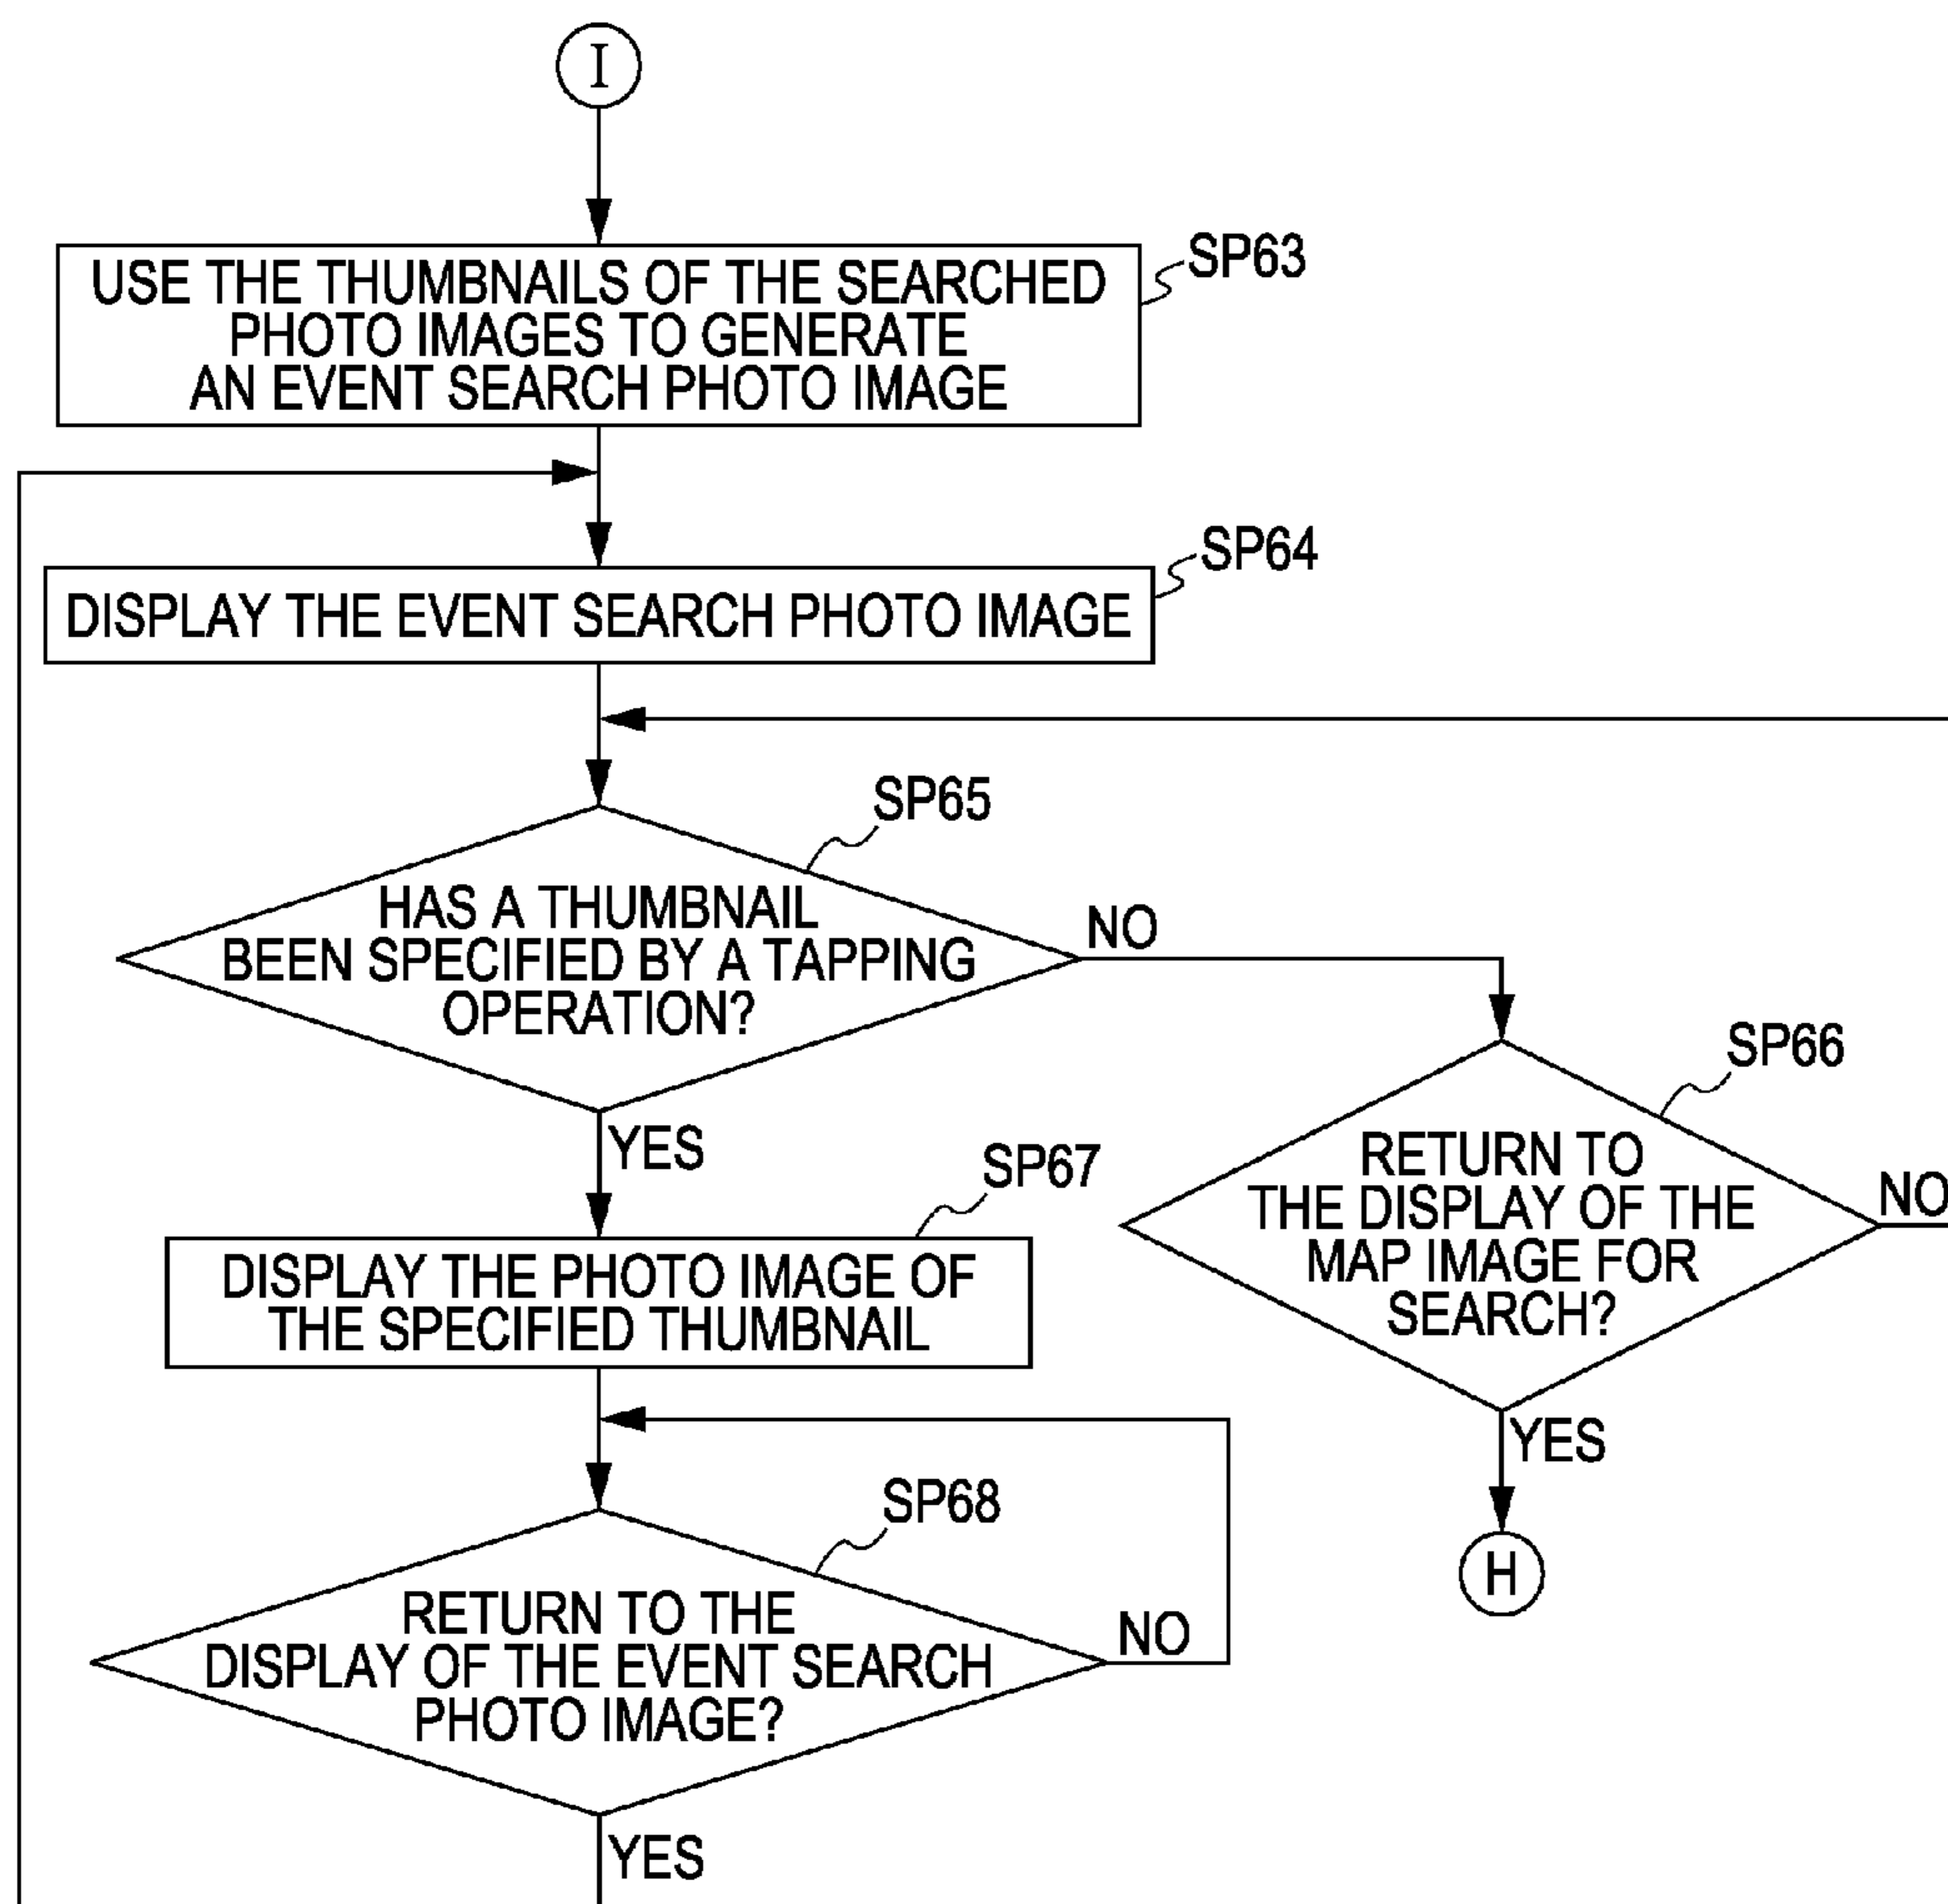 I
SP63
USE THE THUMBNAILS OF THE SEARCHED
PHOTO IMAGES TO GENERATE
AN EVENT SEARCH PHOTO IMAGE
SP64
DISPLAY THE EVENT SEARCH PHOTO IMAGE
SP65
HAS A THUMBNAIL
BEEN SPECIFIED BY A TAPPING
OPERATION?
NO
YES
SP66
RETURN TO
THE DISPLAY OF THE
MAP IMAGE FOR
SEARCH?
NO
YES
H
SP67
DISPLAY THE PHOTO IMAGE OF
THE SPECIFIED THUMBNAIL
SP68
RETURN TO THE
DISPLAY OF THE EVENT SEARCH
PHOTO IMAGE?
NO
YES